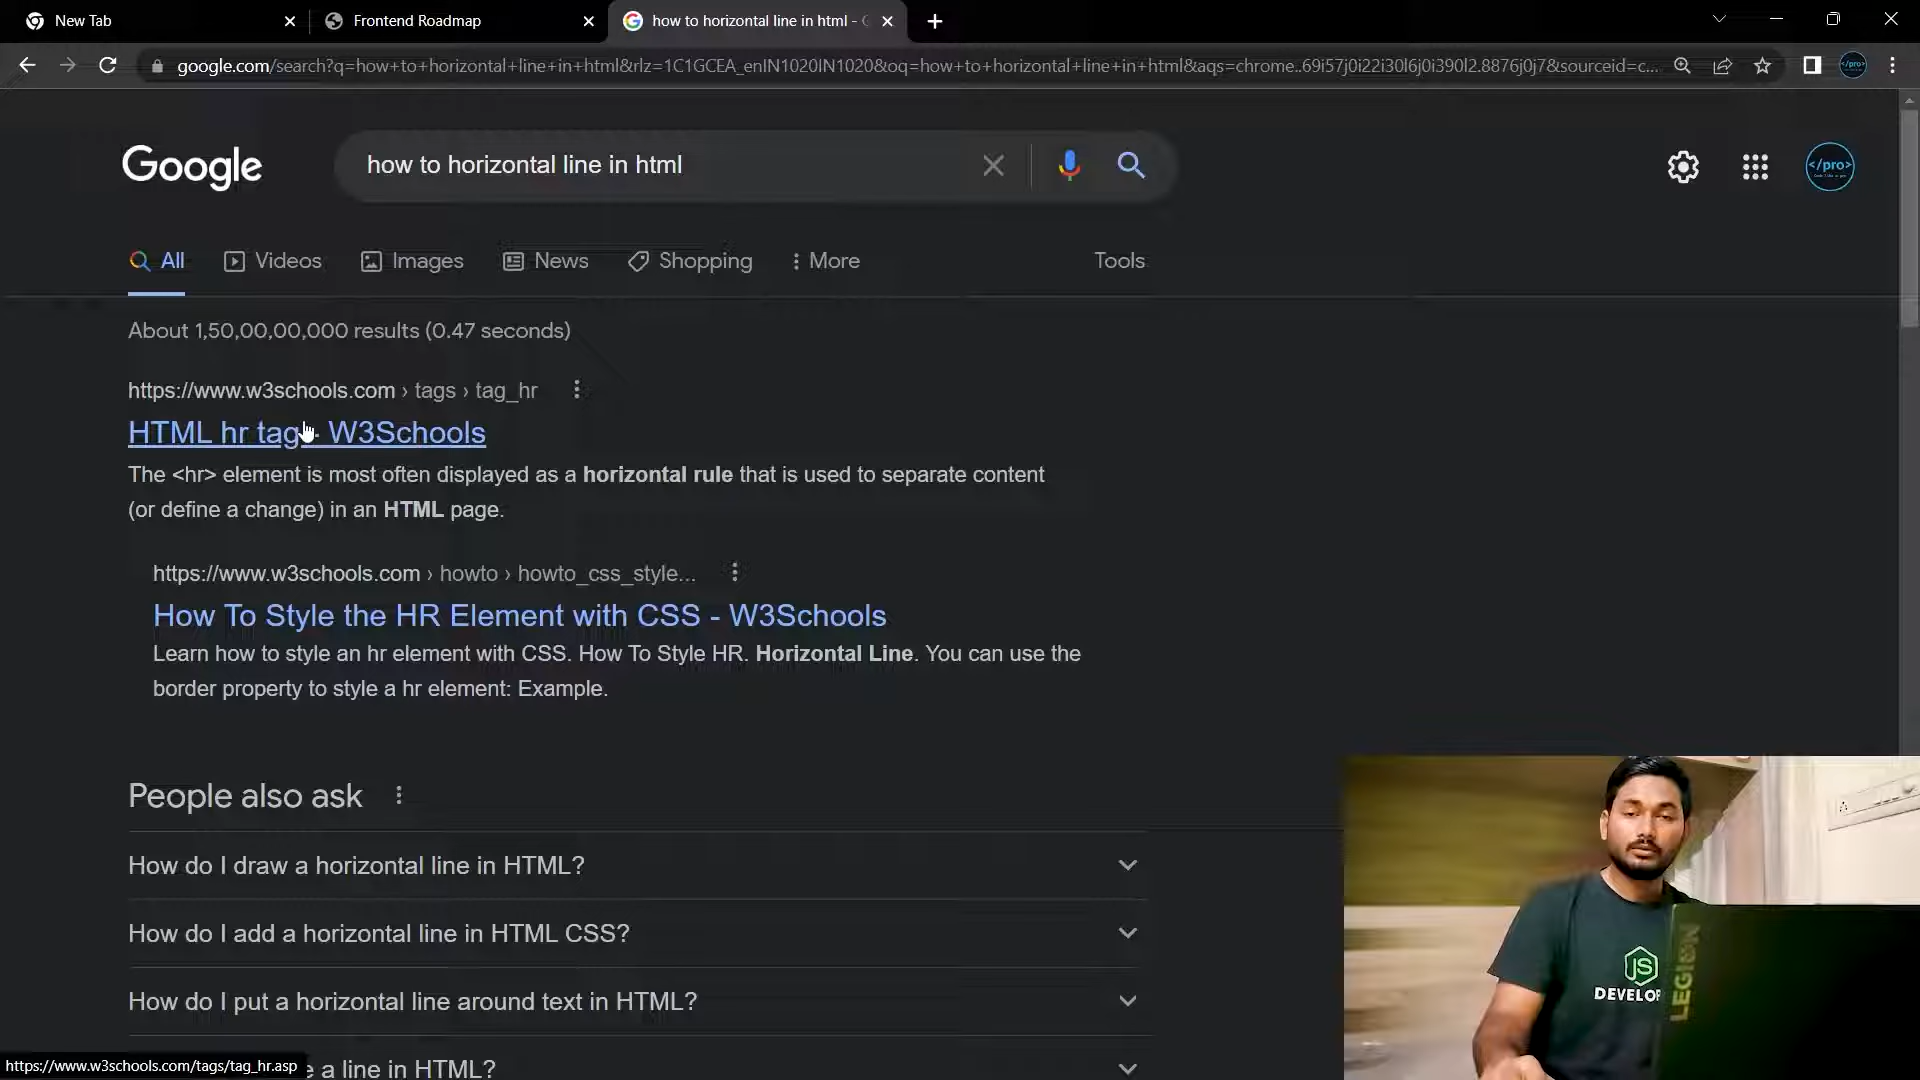 New Tab
Frontend Roadmap
how to horizontal line in html -
google.com/search?q=how+to+horizontal+line+in+html&rlz=1C1GCEA_enIN1020IN1020&oq=how+to+horizontal+line+in+html&aqs=chrome..69i57j0i22i30l6j0i390l2.8876j0j7&sourceid=c...
Google
how to horizontal line in html
</pro>
All
Videos
Images
News
Shopping
More
Tools
About 1,50,00,00,000 results (0.47 seconds)
https://www.w3schools.com › tags › tag_hr
HTML hr tag - W3Schools
The <hr> element is most often displayed as a horizontal rule that is used to separate content
(or define a change) in an HTML page.
https://www.w3schools.com › howto › howto_css_style...
How To Style the HR Element with CSS - W3Schools
Learn how to style an hr element with CSS. How To Style HR. Horizontal Line. You can use the
border property to style a hr element: Example.
People also ask
How do I draw a horizontal line in HTML?
How do I add a horizontal line in HTML CSS?
How do I put a horizontal line around text in HTML?
e a line in HTML?
https://www.w3schools.com/tags/tag_hr.asp
JS
DEVELOP
LEGION